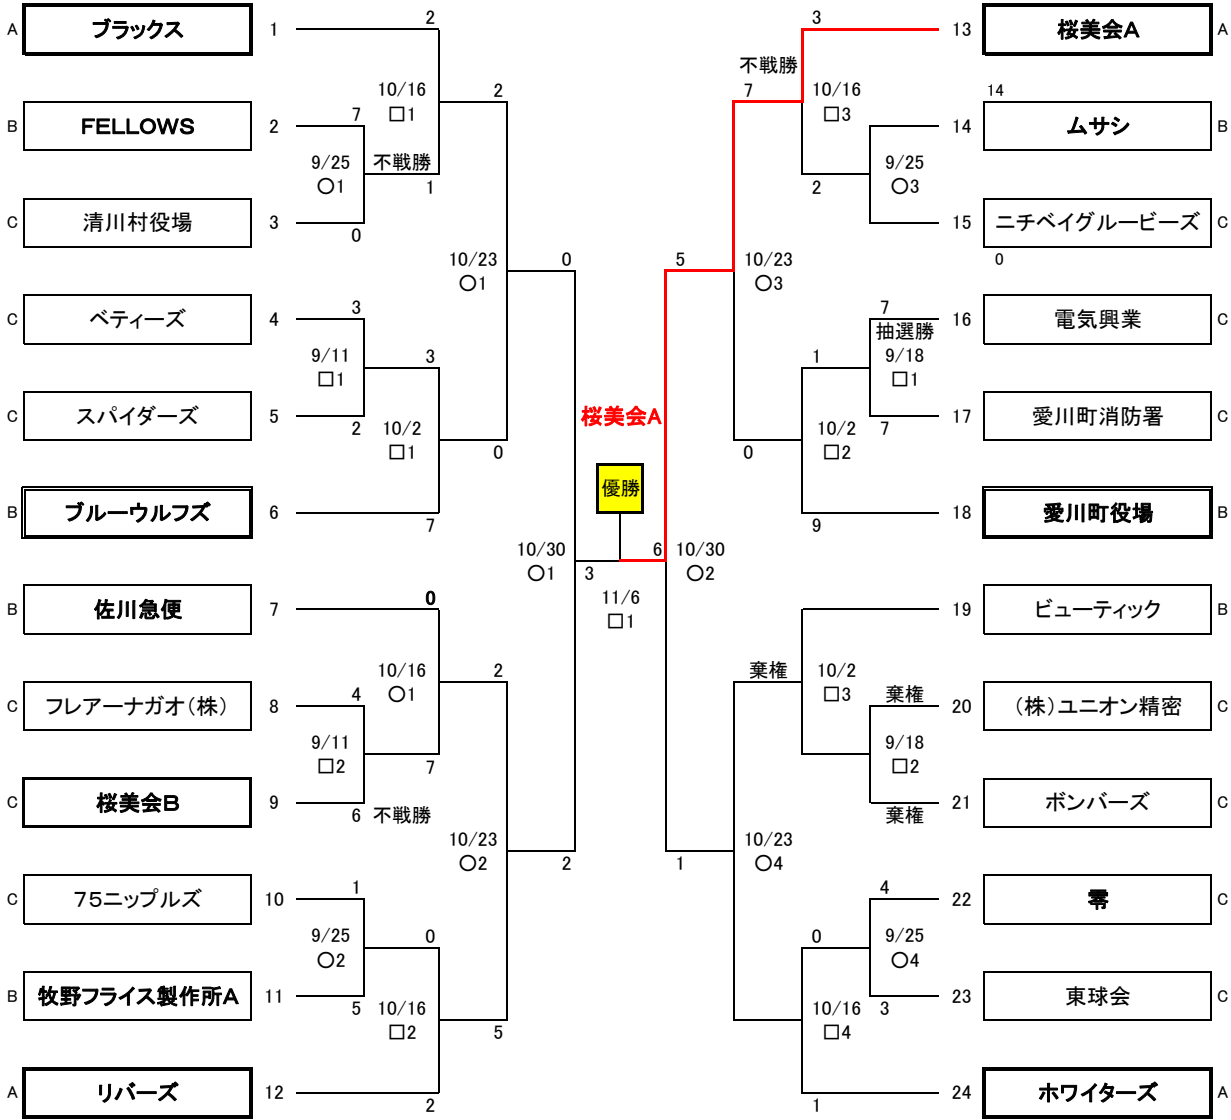 A ブラックス 1 2 3 13 桜美会A A
不戦勝
10/16 2 7 10/16 14
□1 □3
B FELLOWS 2 7 14 ムサシ B
9/25 不戦勝 9/25
○1 1 2 ○3
C 清川村役場 3 0 15 ニチベイグルービーズ C
10/23 0 5 10/23 0
○1 ○3
C ベティーズ 4 3 7 16 電気興業 C
抽選勝
9/11 3 1 9/18
□1 □1
C スパイダーズ 5 2 桜美会A 17 愛川町消防署 C
10/2 0 0 10/2 7
□1 □2
優勝
B ブルーウルフズ 6 7 9 18 愛川町役場 B
10/30 6 10/30
○1 3 ○2
11/6
□1
B 佐川急便 7 0 19 ビューティック B
10/16 2 棄権 10/2
○1 □3
C フレアーナガオ(株) 8 4 棄権 20 (株)ユニオン精密 C
9/11 9/18
□2 7 □2
C 桜美会B 9 6 不戦勝 棄権 21 ボンバーズ C
10/23 10/23
○2 2 1 ○4
C 75ニップルズ 10 1 4 22 零 C
9/25 0 0 9/25
○2 ○4
B 牧野フライス製作所A 11 5 3 23 東球会 C
10/16 10/16
□2 5 □4
A リバーズ 12 2 1 24 ホワイターズ A